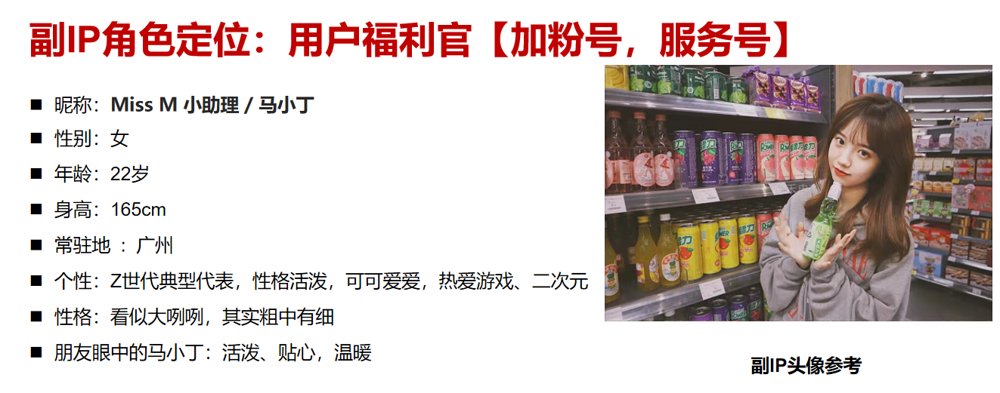 副IP角色定位：用户福利官【加粉号，服务号】
■ 昵称：Miss M 小助理 / 马小丁
■ 性别：女
■ 年龄：22岁
■ 身高：165cm
■ 常驻地 ：广州
■ 个性：Z世代典型代表，性格活泼，可可爱爱，热爱游戏、二次元
■ 性格：看似大咧咧，其实粗中有细
■ 朋友眼中的马小丁：活泼、贴心，温暖
副IP头像参考